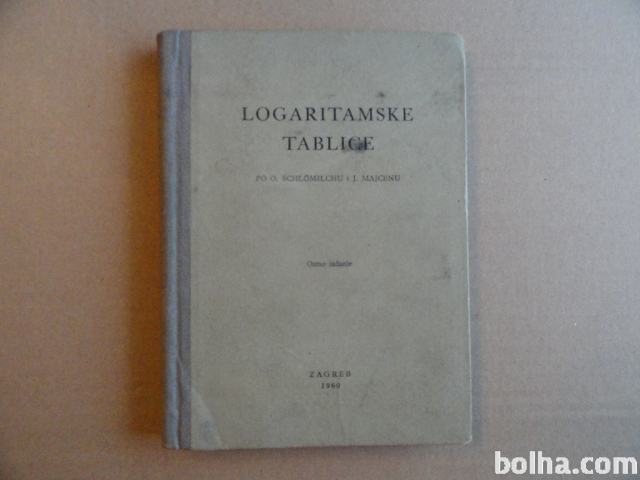 LOGARITAMSKE
TABLICE
PO O. SCHLÖMILCHU i J. MAJCENU
Osmo izdanje
ZAGREB
1960
bolha.com